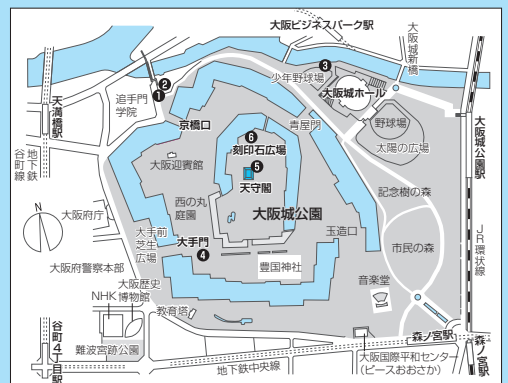 大阪ビジネスパーク駅
大阪城新橋
❸
少年野球場
大阪城ホール
❷
❶
追手門
学院
天満橋駅
地下鉄
谷町線
京橋口
青屋門
野球場
太陽の広場
大阪城公園駅
❻
刻印石広場
❺
天守閣
大阪迎賓館
西の丸
庭園
記念樹の森
N
大阪府庁
大手前
芝生
広場
大手門
❹
大阪城公園
玉造口
市民の森
JR環状線
豊国神社
大阪府警察本部
大阪歴史
博物館
NHK
音楽堂
教育塔
難波宮跡公園
谷町4丁目駅
森ノ宮駅
森ノ宮駅
地下鉄中央線
大阪国際平和センター
(ピースおおさか)